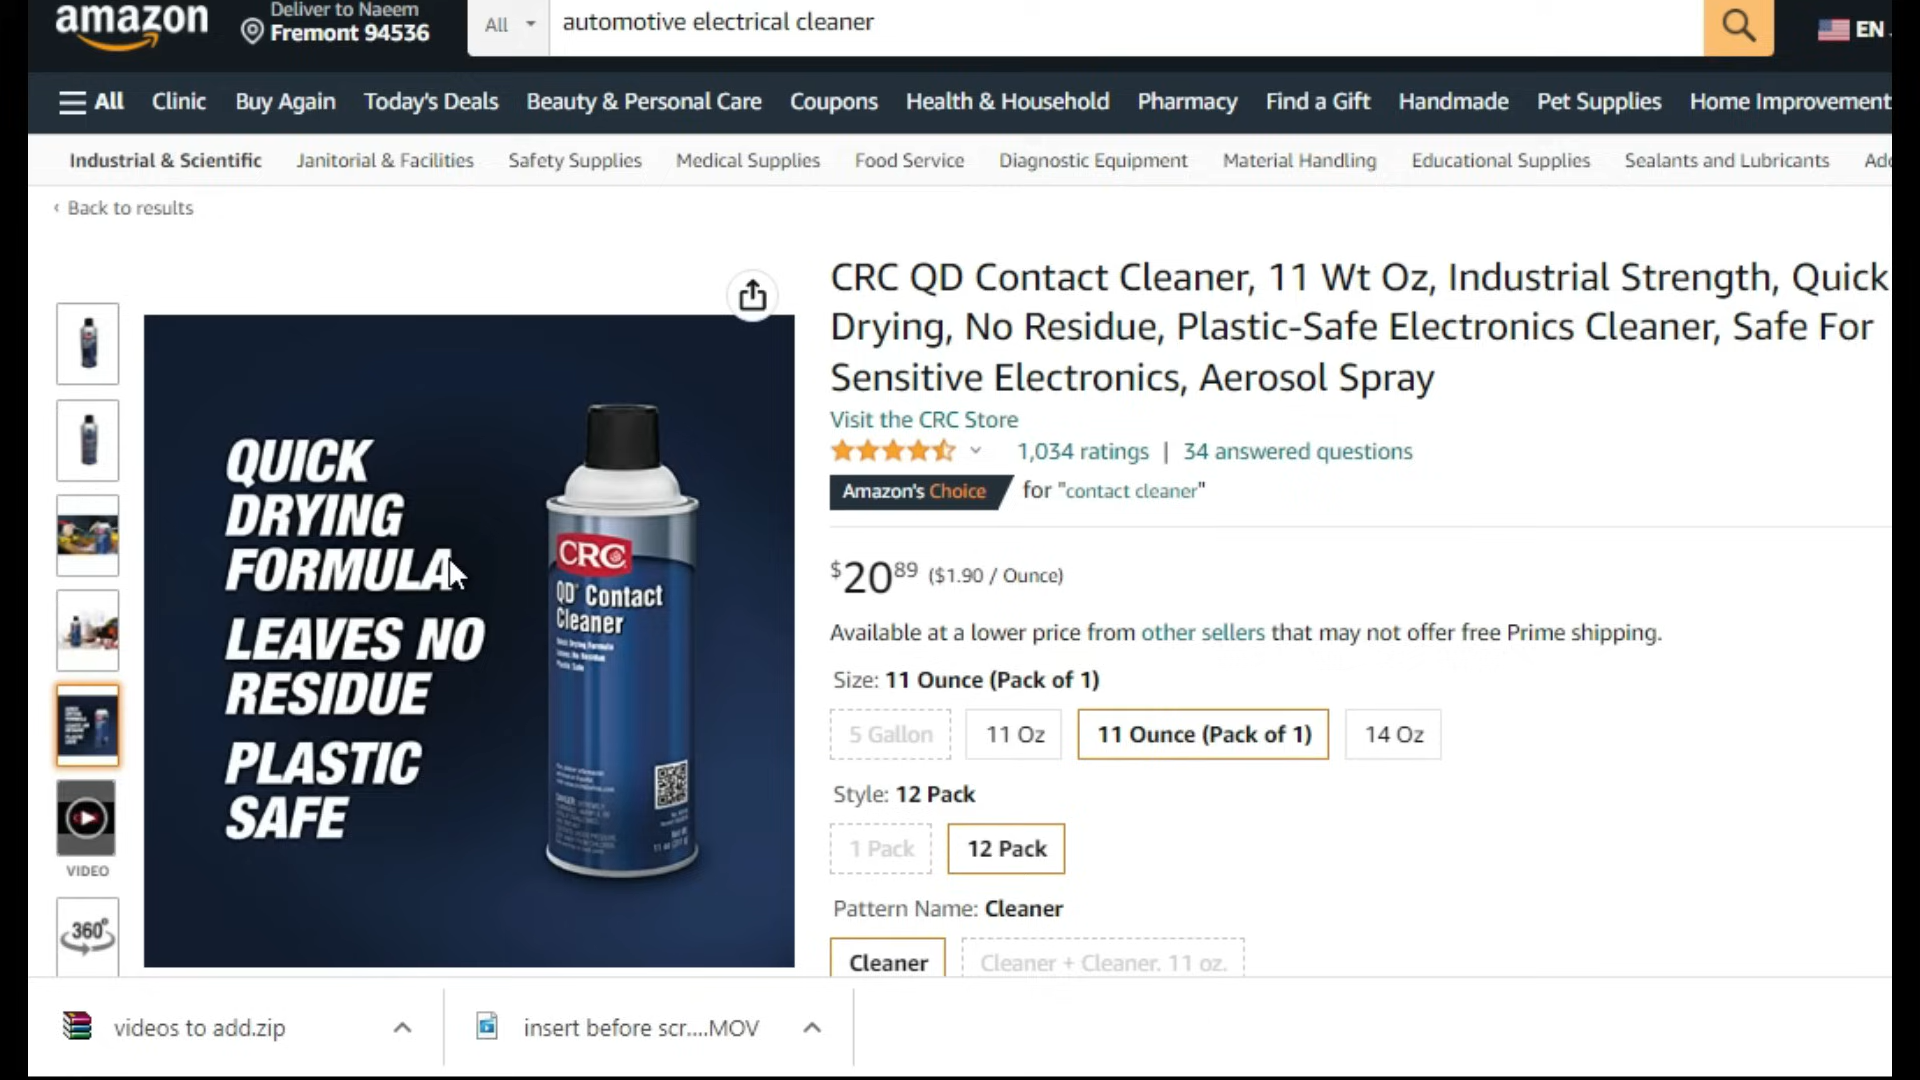 amazon
Deliver to Naeem
Fremont 94536
All
automotive electrical cleaner
EN
All
Clinic
Buy Again
Today's Deals
Beauty & Personal Care
Coupons
Health & Household
Pharmacy
Find a Gift
Handmade
Pet Supplies
Home Improvement
Industrial & Scientific
Janitorial & Facilities
Safety Supplies
Medical Supplies
Food Service
Diagnostic Equipment
Material Handling
Educational Supplies
Sealants and Lubricants
‹ Back to results
QUICK
DRYING
FORMULA
LEAVES NO
RESIDUE
PLASTIC
SAFE
CRC
QD® Contact
Cleaner
Quick Drying Formula
Leaves No Residue
Plastic Safe
VIDEO
360°
CRC QD Contact Cleaner, 11 Wt Oz, Industrial Strength, Quick
Drying, No Residue, Plastic-Safe Electronics Cleaner, Safe For
Sensitive Electronics, Aerosol Spray
Visit the CRC Store
1,034 ratings | 34 answered questions
Amazon's Choice for "contact cleaner"
$20 89 ($1.90 / Ounce)
Available at a lower price from other sellers that may not offer free Prime shipping.
Size: 11 Ounce (Pack of 1)
5 Gallon
11 Oz
11 Ounce (Pack of 1)
14 Oz
Style: 12 Pack
1 Pack
12 Pack
Pattern Name: Cleaner
Cleaner
Cleaner + Cleaner. 11 oz.
videos to add.zip
insert before scr....MOV